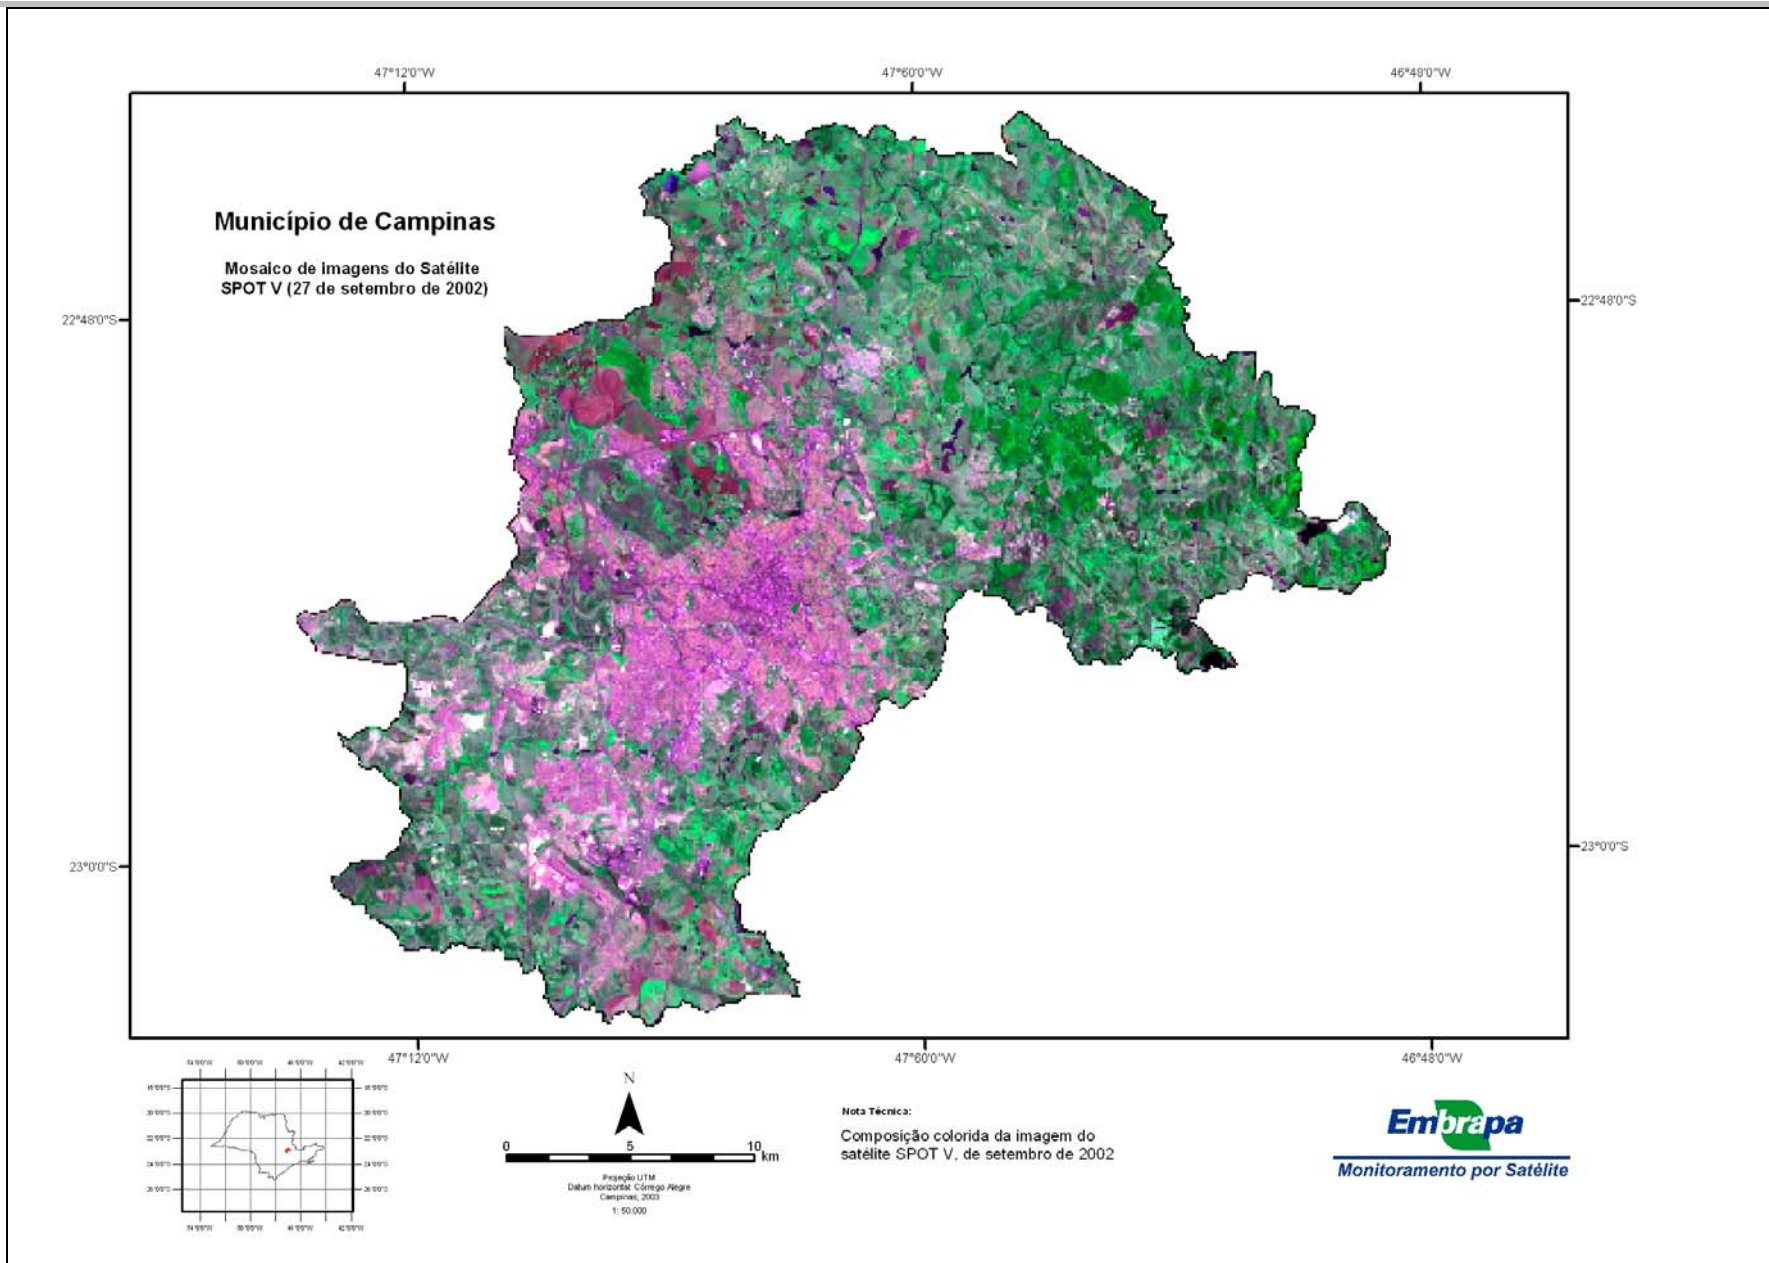 47°12'0"W
47°60'0"W
46°48'0"W
Município de Campinas
Mosaico de imagens do Satélite
SPOT V (27 de setembro de 2002)
22°48'0"S
22°48'0"S
23°0'0"S
23°0'0"S
47°12'0"W
47°60'0"W
46°48'0"W
N
0 5 10
km
Projeção UTM
Datum horizontal: Córrego Alegre
Campinas, 2003
1: 50.000
Nota Técnica:
Composição colorida da imagem do
satélite SPOT V, de setembro de 2002
Embrapa
Monitoramento por Satélite